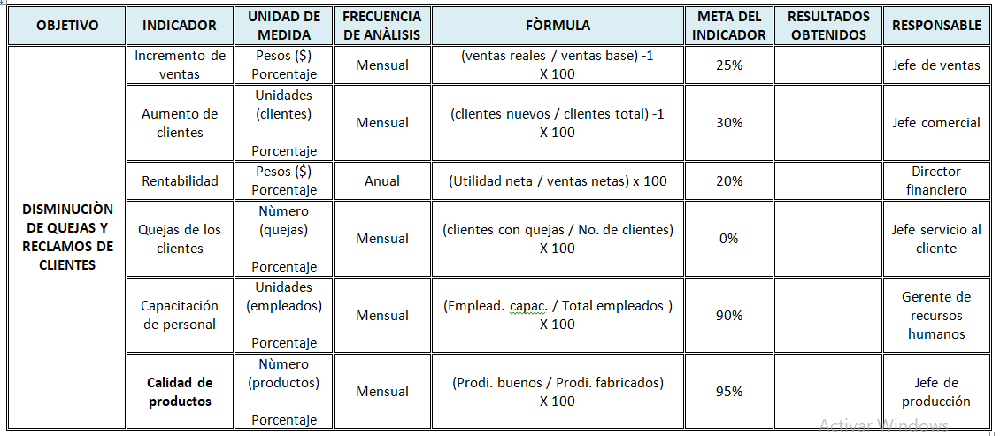 OBJETIVO
INDICADOR
UNIDAD DE
MEDIDA
FRECUENCIA
DE ANÀLISIS
FÒRMULA
META DEL
INDICADOR
RESULTADOS
OBTENIDOS
RESPONSABLE
DISMINUCIÒN
DE QUEJAS Y
RECLAMOS DE
CLIENTES
Incremento de
ventas
Pesos ($)
Porcentaje
Mensual
(ventas reales / ventas base) -1
X 100
25%
Jefe de ventas
Aumento de
clientes
Unidades
(clientes)
Porcentaje
Mensual
(clientes nuevos / clientes total) -1
X 100
30%
Jefe comercial
Rentabilidad
Pesos ($)
Porcentaje
Anual
(Utilidad neta / ventas netas) x 100
20%
Director
financiero
Quejas de los
clientes
Nùmero
(quejas)
Porcentaje
Mensual
(clientes con quejas / No. de clientes)
X 100
0%
Jefe servicio al
cliente
Capacitación
de personal
Unidades
(empleados)
Porcentaje
Mensual
(Emplead. capac. / Total empleados )
X 100
90%
Gerente de
recursos
humanos
Calidad de
productos
Nùmero
(productos)
Porcentaje
Mensual
(Prodi. buenos / Prodi. fabricados)
X 100
95%
Jefe de
producción
Activar Windows